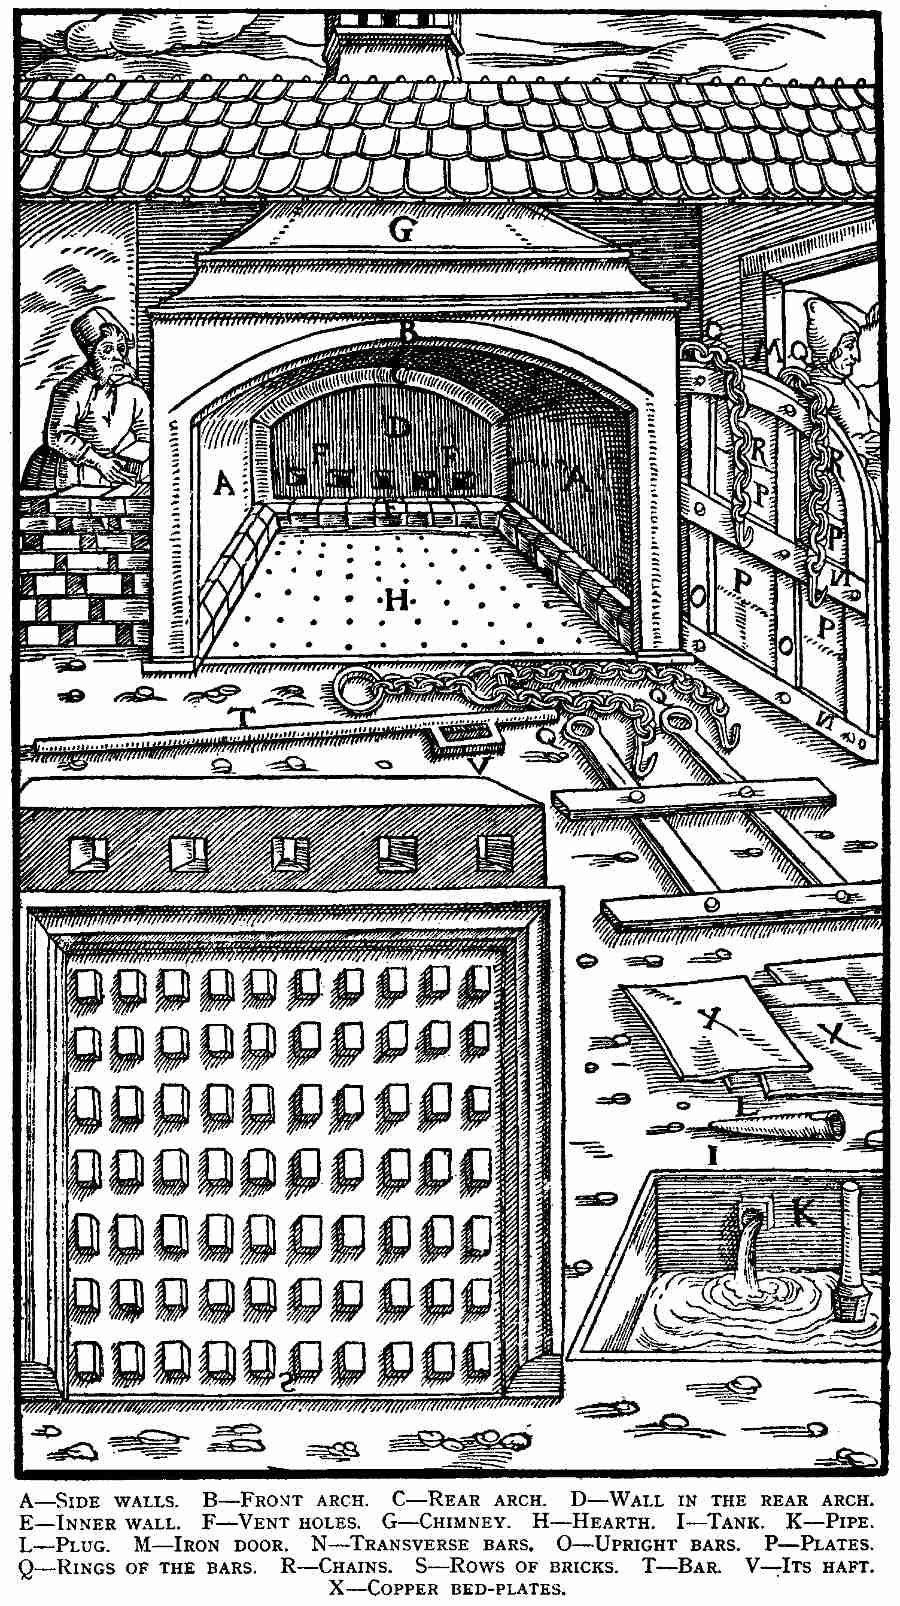 G
B
C
M Q
D
F F
R
R
A
A
P
E
P
N
P
H
O
P
O
Q
T
N
Q
V
X
X
L
I
K
S
A—Side walls. B—Front arch. C—Rear arch. D—Wall in the rear arch.
E—Inner wall. F—Vent holes. G—Chimney. H—Hearth. I—Tank. K—Pipe.
L—Plug. M—Iron door. N—Transverse bars. O—Upright bars. P—Plates.
Q—Rings of the bars. R—Chains. S—Rows of bricks. T—Bar. V—Its haft.
X—Copper bed-plates.